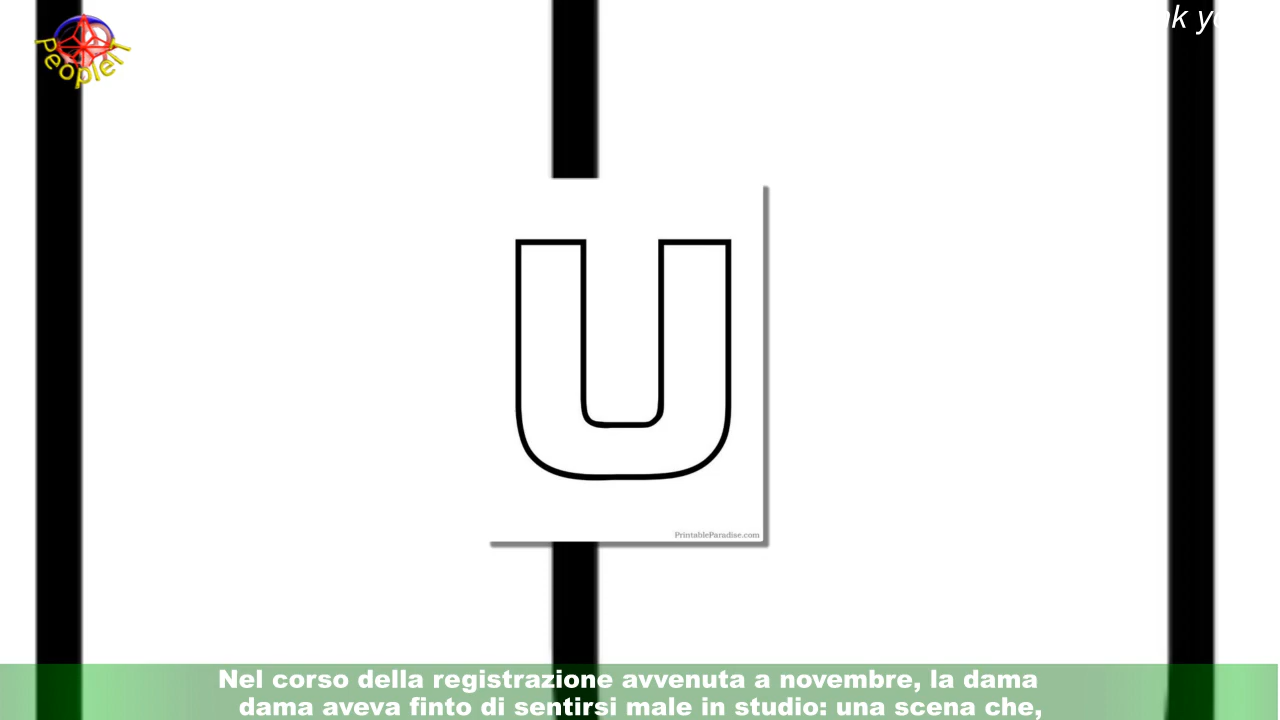 PeopleIT
U
PrintableParadise.com
Nel corso della registrazione avvenuta a novembre, la dama
dama aveva finto di sentirsi male in studio: una scena che,